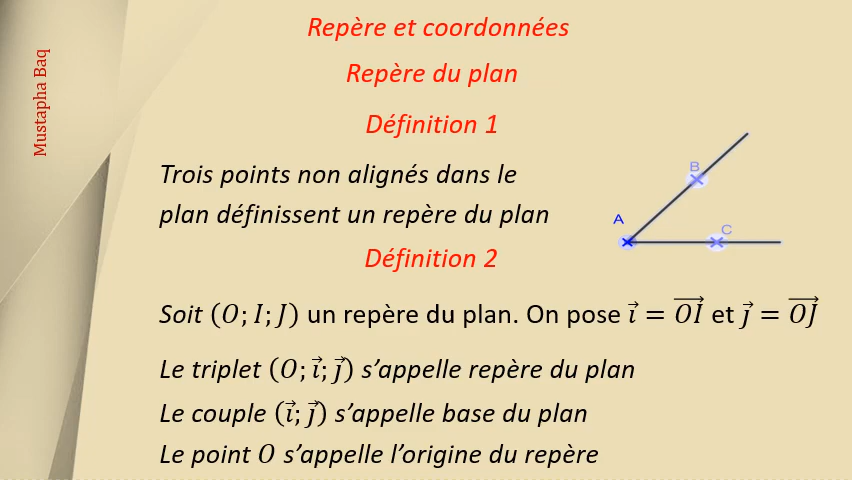 Repère et coordonnées
Repère du plan
Mustapha Baq
Définition 1
Trois points non alignés dans le
plan définissent un repère du plan
B
A
C
Définition 2
Soit (O; I; J) un repère du plan. On pose ı⃗ = O͞I⃗ et ȷ⃗ = O͞J⃗
Le triplet (O; ı⃗; ȷ⃗) s’appelle repère du plan
Le couple (ı⃗; ȷ⃗) s’appelle base du plan
Le point O s’appelle l’origine du repère